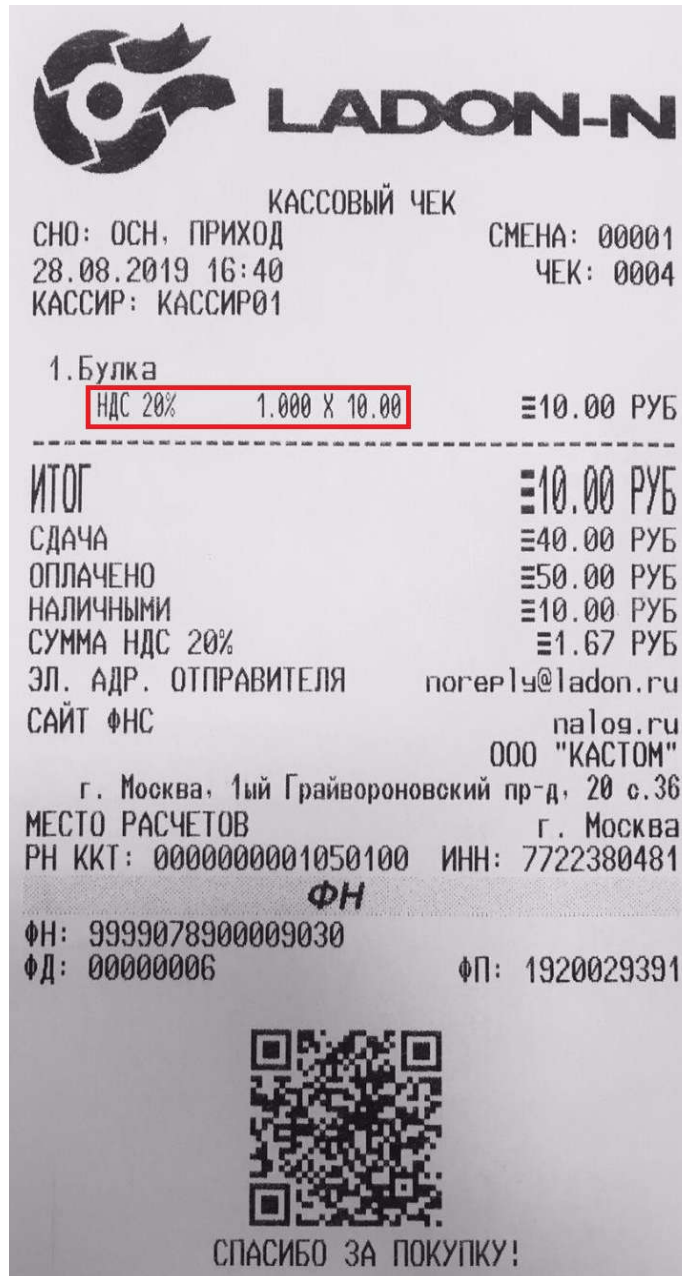 LADON-N
КАССОВЫЙ ЧЕК
СНО: ОСН, ПРИХОД СМЕНА: 00001
28.08.2019 16:40 ЧЕК: 0004
КАССИР: КАССИР01
1.Булка
НДС 20% 1.000 X 10.00 ≡10.00 РУБ
ИТОГ ≡10.00 РУБ
СДАЧА ≡40.00 РУБ
ОПЛАЧЕНО ≡50.00 РУБ
НАЛИЧНЫМИ ≡10.00 РУБ
СУММА НДС 20% ≡1.67 РУБ
ЭЛ. АДР. ОТПРАВИТЕЛЯ noreply@ladon.ru
САЙТ ФНС nalog.ru
ООО "КАСТОМ"
г. Москва, 1ый Грайвороновский пр-д, 20 с.36
МЕСТО РАСЧЕТОВ г. Москва
РН ККТ: 0000000001050100 ИНН: 7722380481
ФН
ФН: 9999078900009030
ФД: 00000006 ФП: 1920029391
СПАСИБО ЗА ПОКУПКУ!